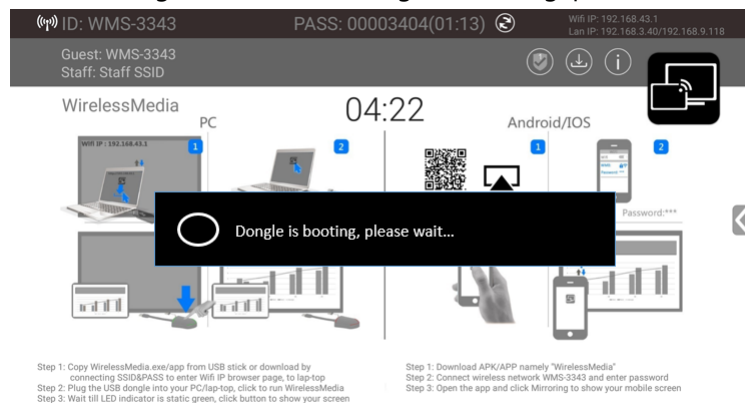 ID: WMS-3343
PASS: 00003404(01:13)
Wifi IP: 192.168.43.1
Lan IP: 192.168.3.40/192.168.9.118
Guest: WMS-3343
Staff: Staff SSID
i
WirelessMedia
04:22
PC
Android/IOS
Wifi IP : 192.168.43.1
1
2
1
2
Dongle is booting, please wait...
Password:***
Step 1: Copy WirelessMedia.exe/app from USB stick or download by
connecting SSID&PASS to enter Wifi IP browser page, to lap-top
Step 2: Plug the USB dongle into your PC/lap-top, click to run WirelessMedia
Step 3: Wait till LED indicator is static green, click button to show your screen
Step 1: Download APK/APP namely "WirelessMedia"
Step 2: Connect wireless network WMS-3343 and enter password
Step 3: Open the app and click Mirroring to show your mobile screen